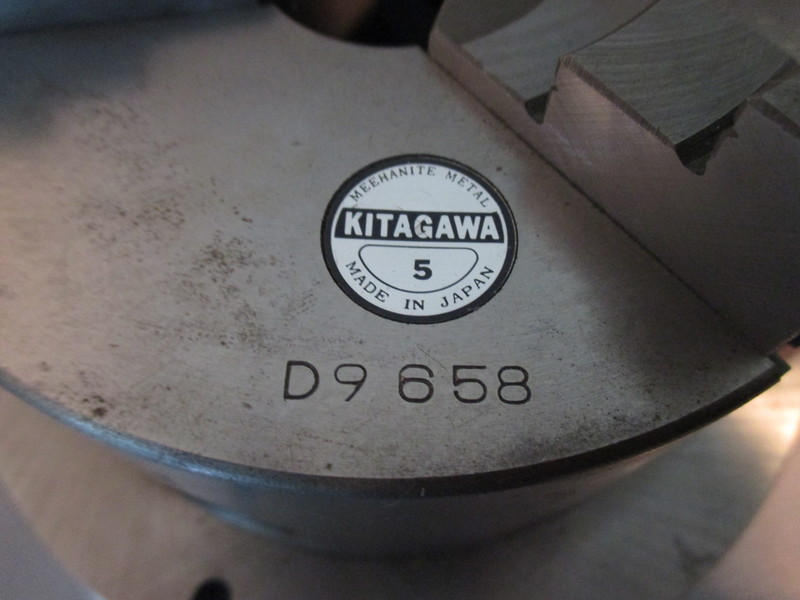 MEEHANITE METAL
KITAGAWA
5
MADE IN JAPAN
D9 658